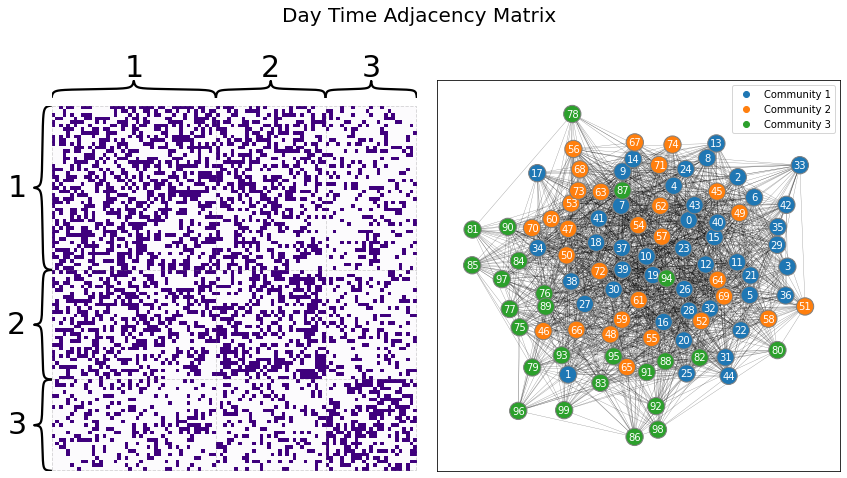 Day Time Adjacency Matrix
1 2 3
1
2
3
Community 1
Community 2
Community 3
78
67 74 13
56 14 8
68 9 71 24 33
17 2
73 63 87 4 45 6
53 7 62 43 49 42
81 90 60 41 0 40 35
70 47 54 57 15 29
34 18 37 23
85 84 50 10 12 11 3
97 72 39 19 94 21
38 30 26 64
76 89 27 61 69 5 36
77 28 32 51
75 46 66 59 16 52 58
48 55 20 22
93 95 88 82 31 80
79 1 65 91 25 44
83
96 99 92
86 98